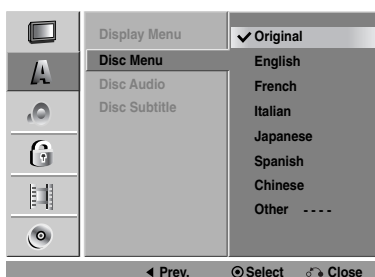 Display Menu
Disc Menu
Disc Audio
Disc Subtitle
Original
English
French
Italian
Japanese
Spanish
Chinese
Other - - - -
Prev. Select Close